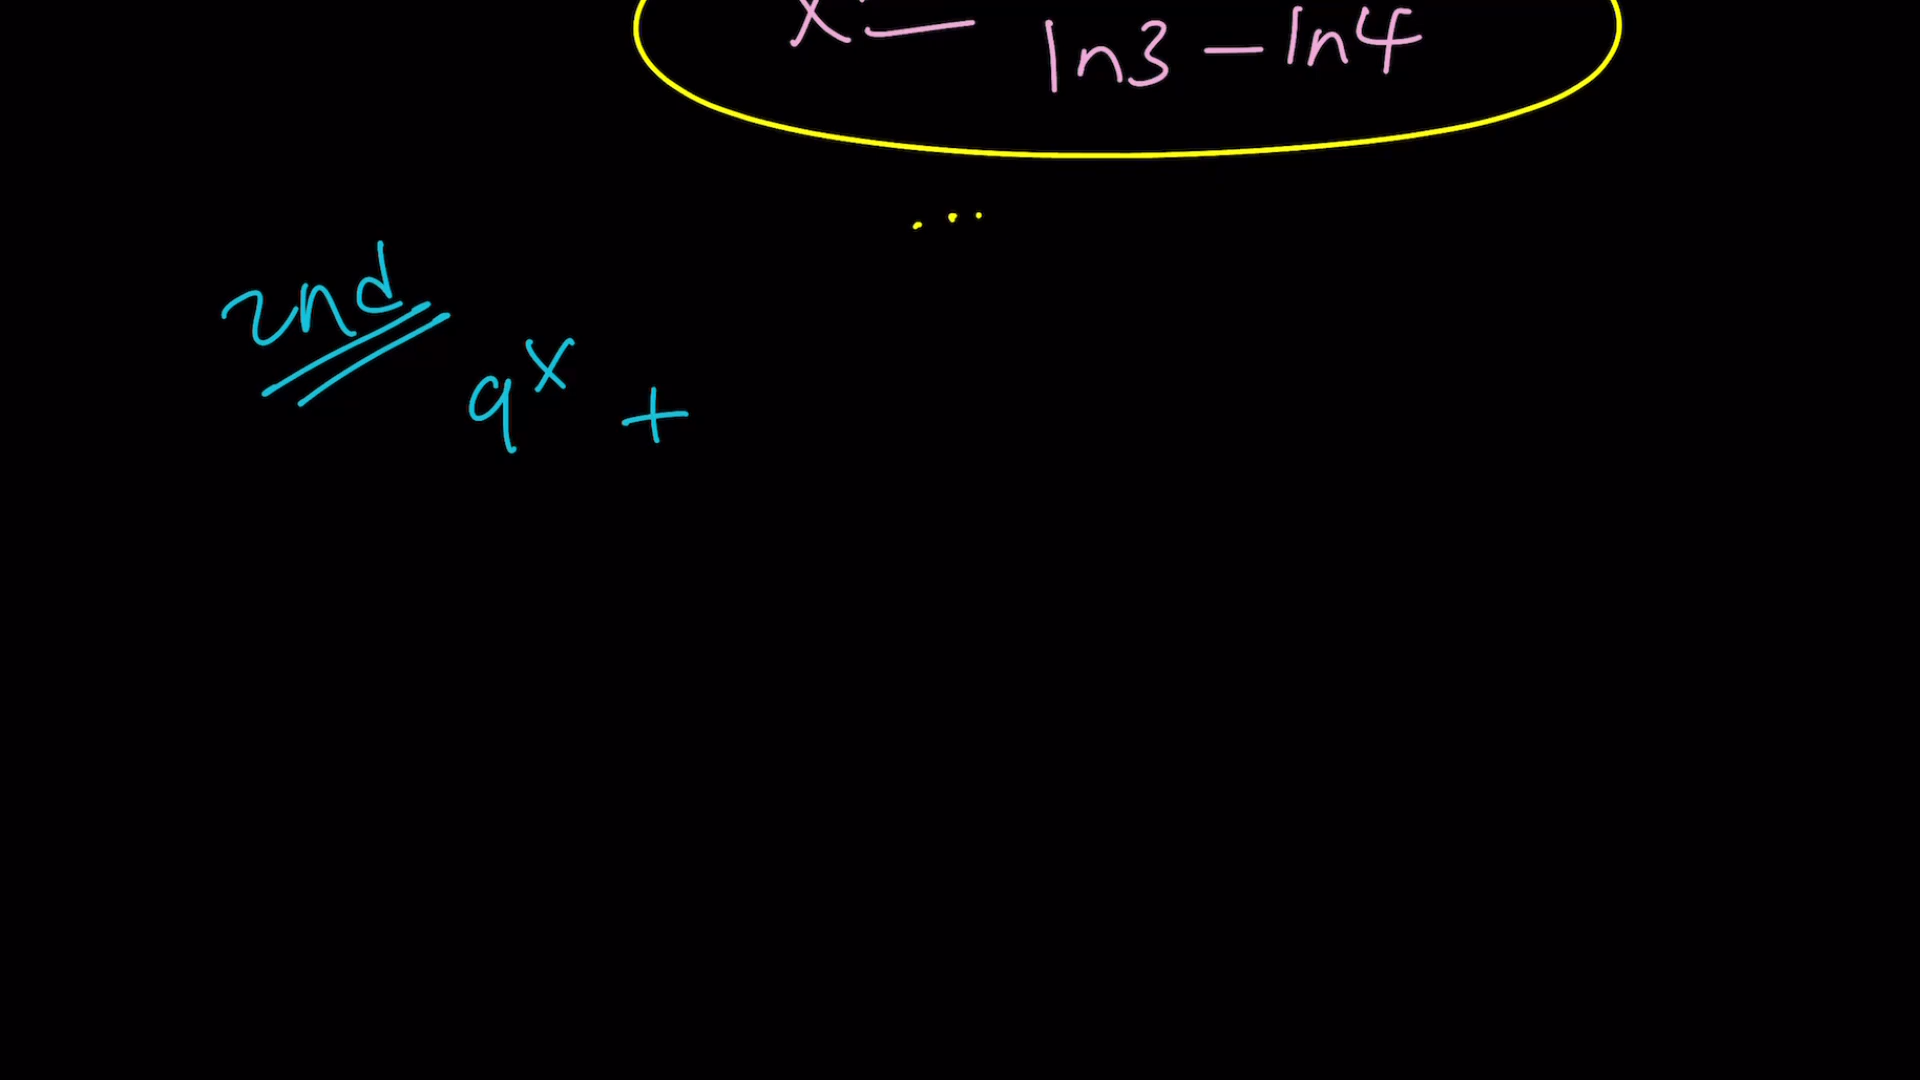 x = ln3 - ln4
...
2nd
9^x +